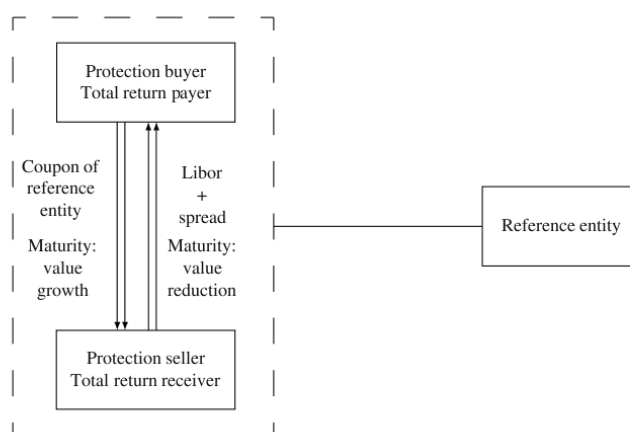 Protection buyer
Total return payer
Coupon of
reference
entity
Maturity:
value
growth
Libor
+
spread
Maturity:
value
reduction
Reference entity
Protection seller
Total return receiver